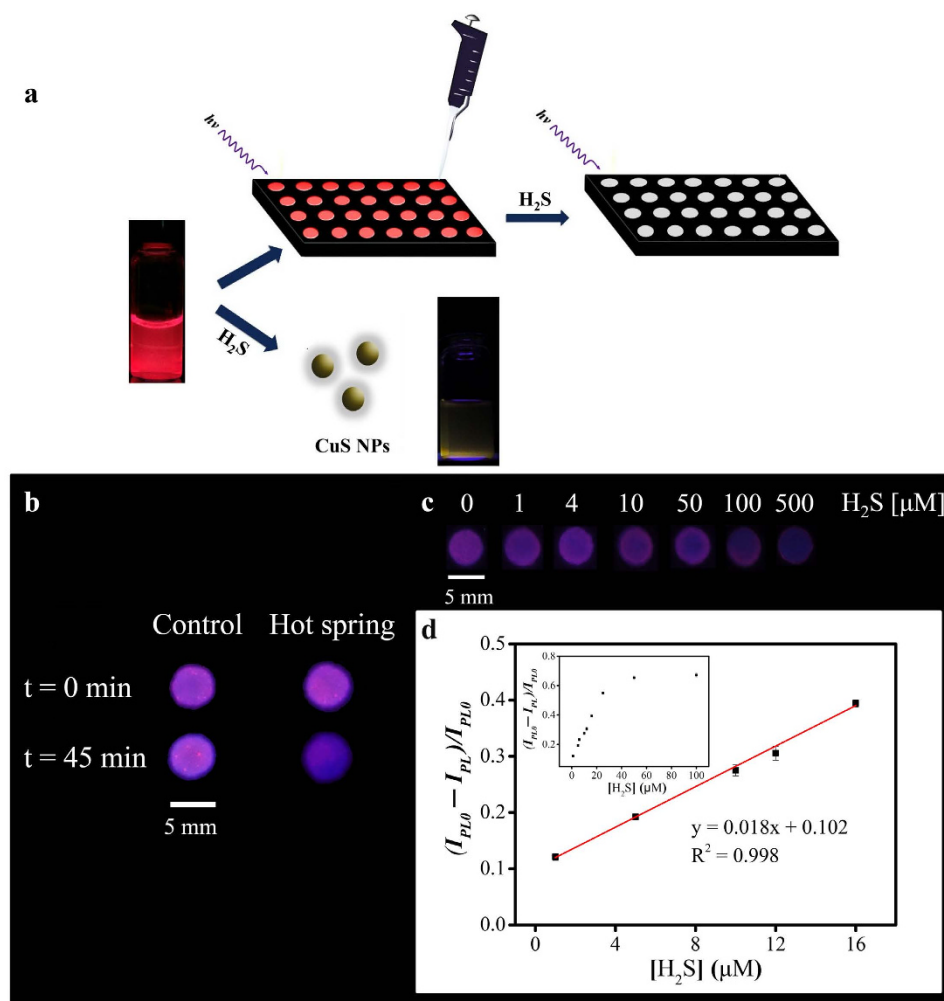 a
hν
hν
H₂S
H₂S
CuS NPs
b
c 0 1 4 10 50 100 500 H₂S [μM]
5 mm
Control Hot spring
t = 0 min
t = 45 min
5 mm
d
0.5
0.4
0.3
0.2
0.1
0.0
(I_PL0 — I_PL)/I_PL0
0.8
0.6
0.4
0.2
(I_PL0 — I_PL)/I_PL0
0 20 40 60 80 100
[H₂S] (μM)
y = 0.018x + 0.102
R² = 0.998
0 4 8 12 16
[H₂S] (μM)